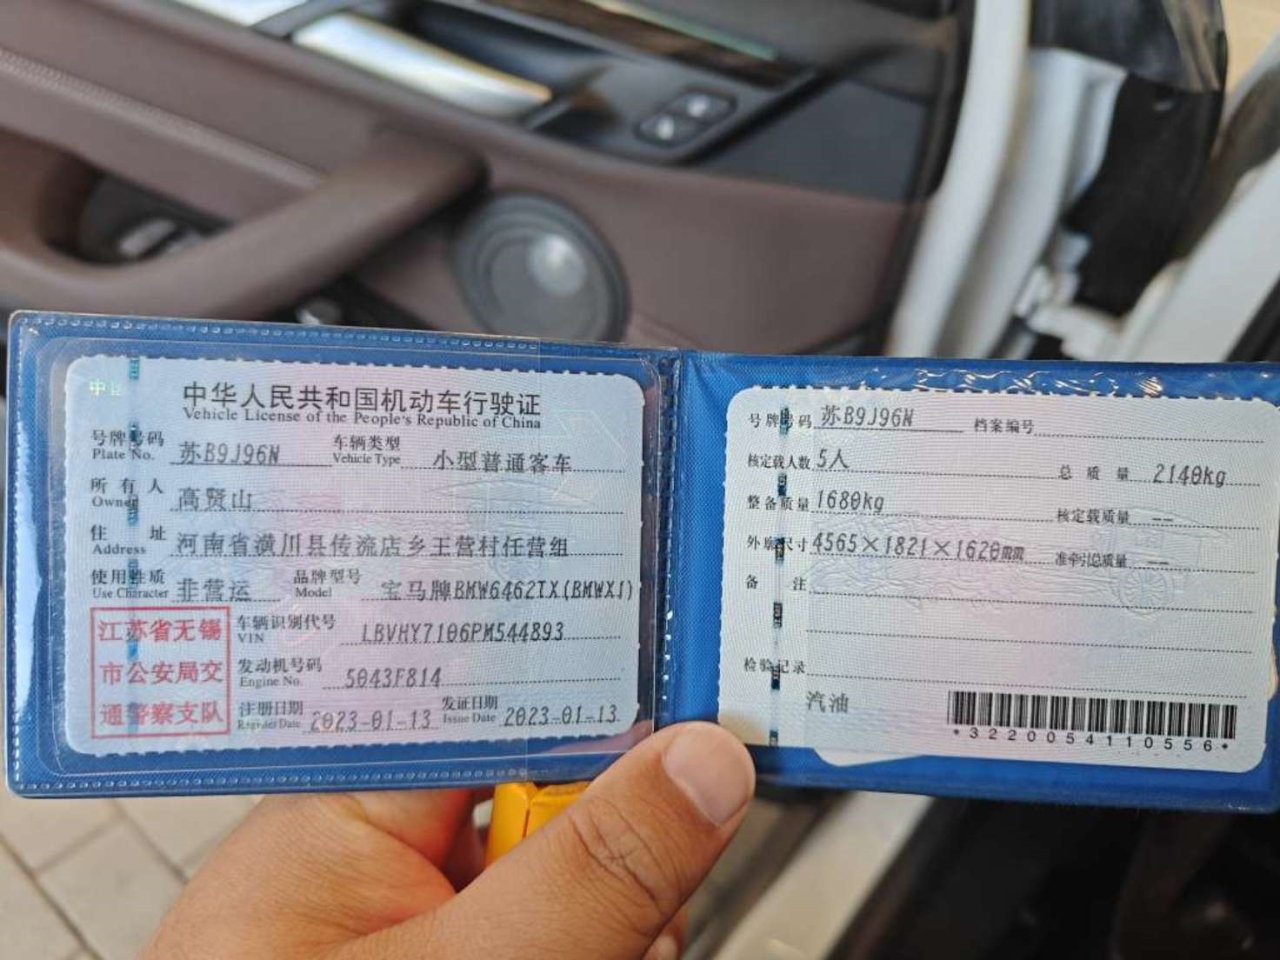 中华人民共和国机动车行驶证
Vehicle License of the People's Republic of China
号牌号码 苏B9J96N 车辆类型 小型普通客车
Plate No. Vehicle Type
所有人 高贤山
Owner
住址 河南省潢川县传流店乡王营村任营组
Address
使用性质 非营运 品牌型号 宝马牌BMW6462IX(BMWX1)
Use Character Model
江苏省无锡
市公安局交
通警察支队
车辆识别代号 LBVHY7106PM544893
VIN
发动机号码 5043F814
Engine No.
注册日期 2023-01-13 发证日期 2023-01-13
Register Date Issue Date
号牌号码 苏B9J96N 档案编号
核定载人数 5人 总质量 2140kg
整备质量 1680kg 核定载质量 --
外廓尺寸 4565×1821×1620㎜ 准牵引总质量 --
备注
检验记录
汽油
*3220054110556*